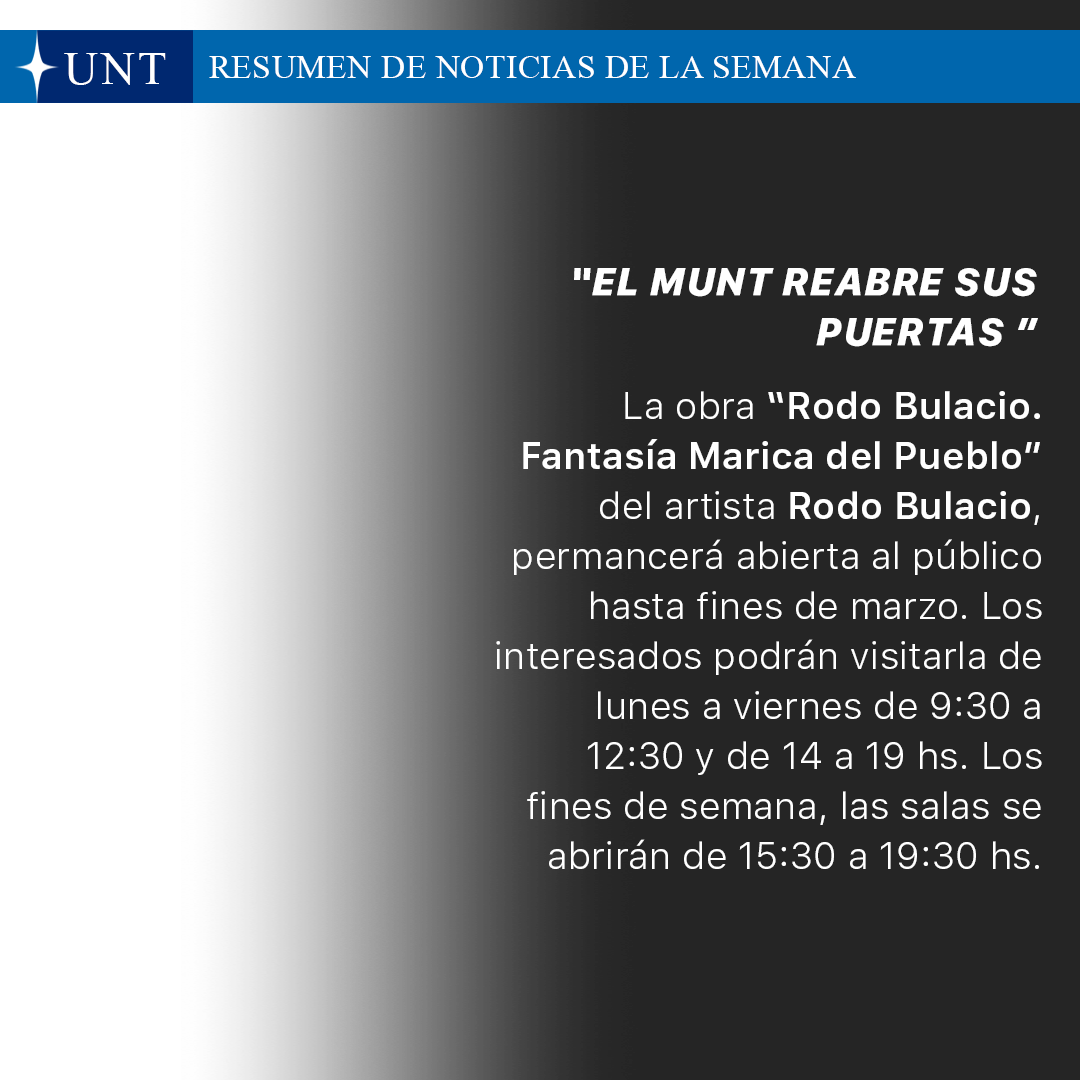 UNT
RESUMEN DE NOTICIAS DE LA SEMANA
"EL MUNT REABRE SUS
PUERTAS ”
La obra “Rodo Bulacio.
Fantasía Marica del Pueblo”
del artista Rodo Bulacio,
permancerá abierta al público
hasta fines de marzo. Los
interesados podrán visitarla de
lunes a viernes de 9:30 a
12:30 y de 14 a 19 hs. Los
fines de semana, las salas se
abrirán de 15:30 a 19:30 hs.